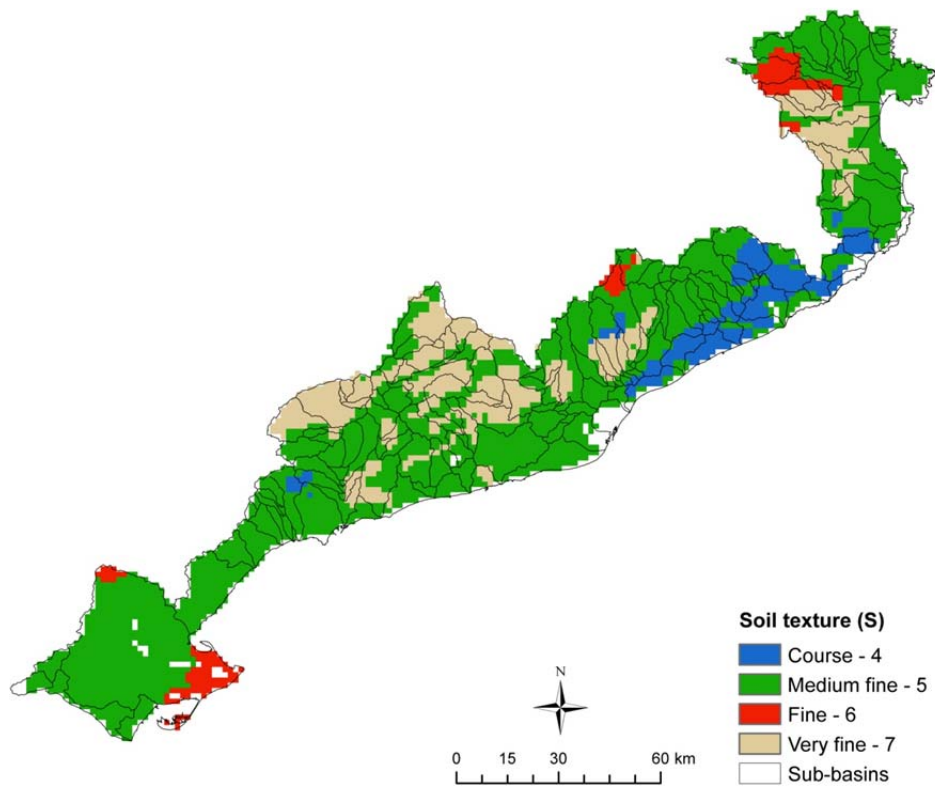 Soil texture (S)
Course - 4
Medium fine - 5
Fine - 6
Very fine - 7
Sub-basins
N
0 15 30 60 km